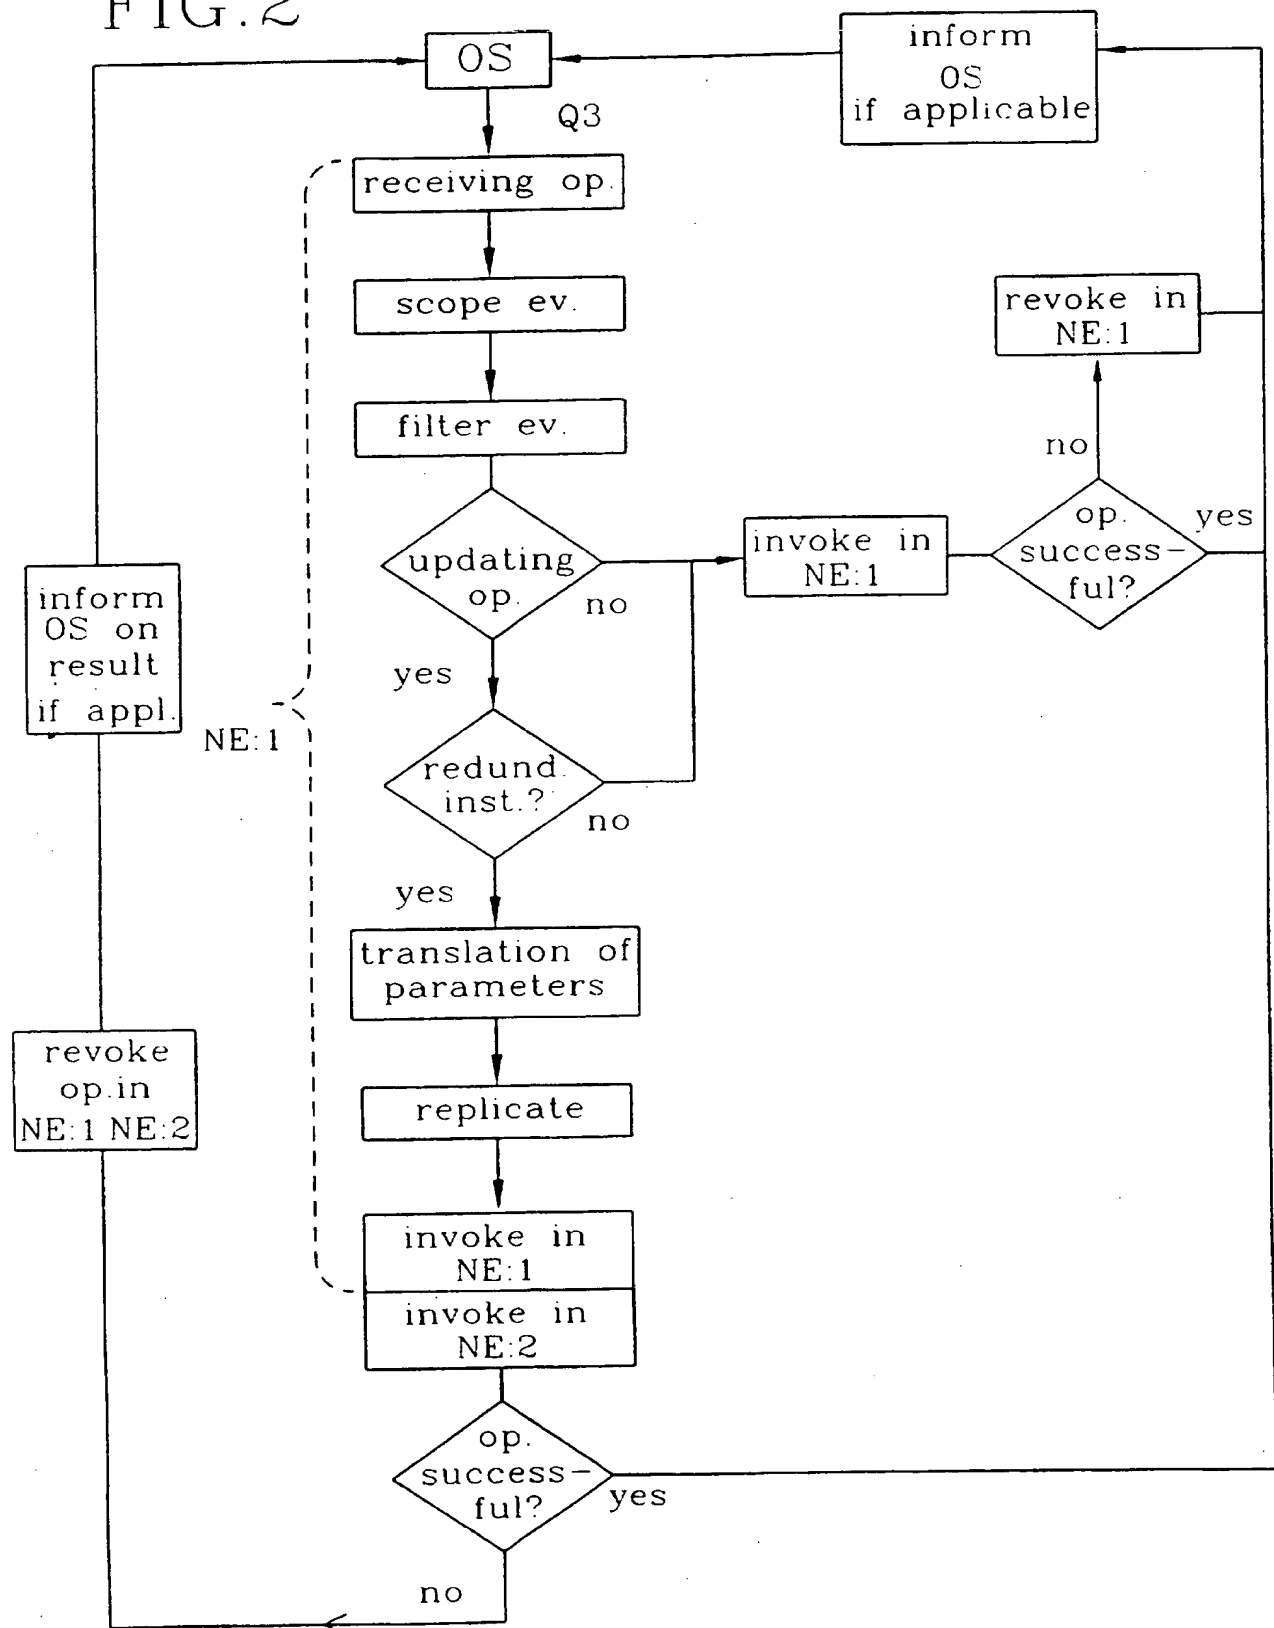 FIG.2
OS
inform
OS
if applicable
Q3
receiving op.
scope ev.
revoke in
NE:1
filter ev.
no
updating
op.
no
invoke in
NE:1
op.
success-
ful?
yes
inform
OS on
result
if appl.
yes
NE:1
redund.
inst.?
no
yes
translation of
parameters
revoke
op.in
NE:1 NE:2
replicate
invoke in
NE:1
invoke in
NE:2
op.
success-
ful?
yes
no